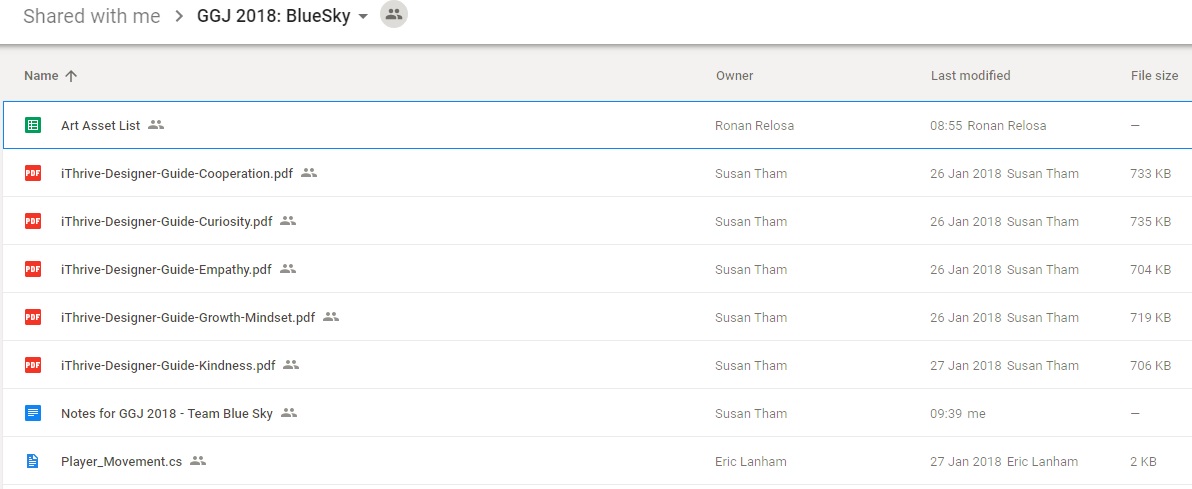 Shared with me > GGJ 2018: BlueSky
Name Owner Last modified File size
Art Asset List Ronan Relosa 08:55 Ronan Relosa —
PDF iThrive-Designer-Guide-Cooperation.pdf Susan Tham 26 Jan 2018 Susan Tham 733 KB
PDF iThrive-Designer-Guide-Curiosity.pdf Susan Tham 26 Jan 2018 Susan Tham 735 KB
PDF iThrive-Designer-Guide-Empathy.pdf Susan Tham 26 Jan 2018 Susan Tham 704 KB
PDF iThrive-Designer-Guide-Growth-Mindset.pdf Susan Tham 26 Jan 2018 Susan Tham 719 KB
PDF iThrive-Designer-Guide-Kindness.pdf Susan Tham 27 Jan 2018 Susan Tham 706 KB
Notes for GGJ 2018 - Team Blue Sky Susan Tham 09:39 me —
Player_Movement.cs Eric Lanham 27 Jan 2018 Eric Lanham 2 KB